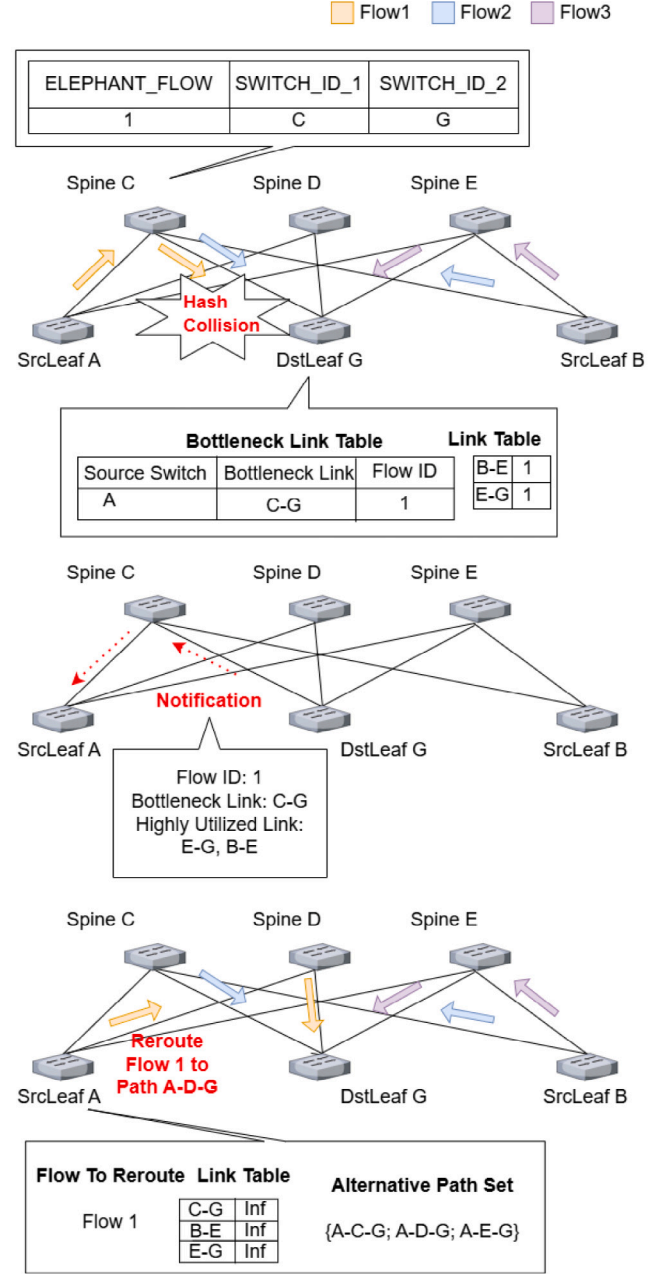 Flow1 Flow2 Flow3
ELEPHANT_FLOW SWITCH_ID_1 SWITCH_ID_2
1 C G
Spine C Spine D Spine E
Hash
Collision
SrcLeaf A DstLeaf G SrcLeaf B
Bottleneck Link Table Link Table
Source Switch Bottleneck Link Flow ID B-E 1
A C-G 1 E-G 1
Spine C Spine D Spine E
Notification
SrcLeaf A DstLeaf G SrcLeaf B
Flow ID: 1
Bottleneck Link: C-G
Highly Utilized Link:
E-G, B-E
Spine C Spine D Spine E
Reroute
Flow 1 to
Path A-D-G
SrcLeaf A DstLeaf G SrcLeaf B
Flow To Reroute Link Table Alternative Path Set
Flow 1 C-G Inf {A-C-G; A-D-G; A-E-G}
B-E Inf
E-G Inf